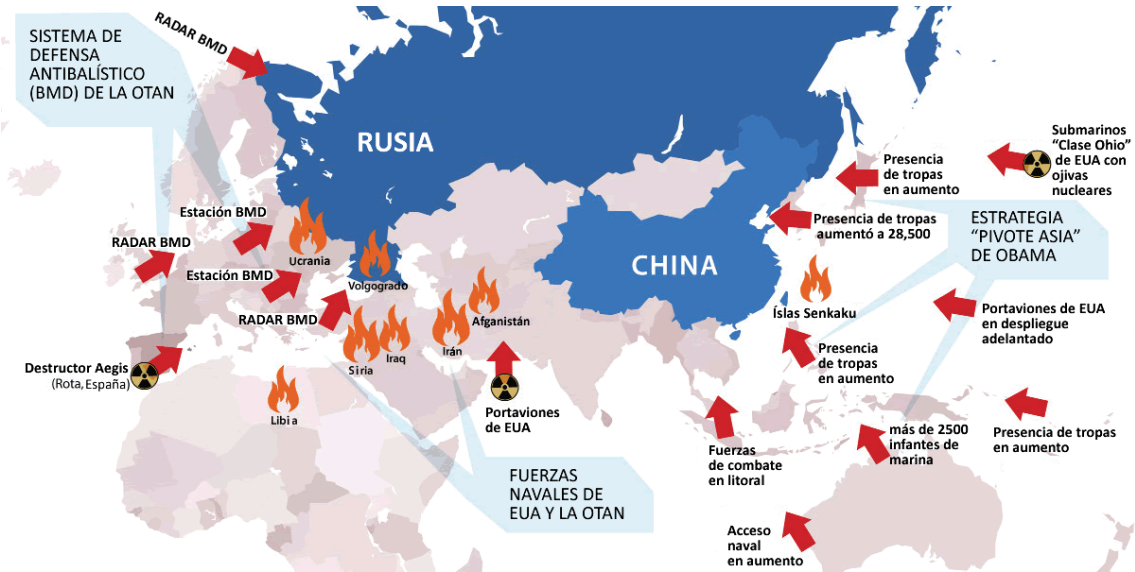 RADAR BMD
SISTEMA DE
DEFENSA
ANTIBALÍSTICO
(BMD) DE LA OTAN
RUSIA
Submarinos
“Clase Ohio”
de EUA con
ojivas
nucleares
Presencia
de tropas
en aumento
Estación BMD
RADAR BMD
Ucrania
Presencia de tropas
aumentó a 28,500
ESTRATEGIA
“PIVOTE ASIA”
DE OBAMA
Estación BMD
Volgogrado
CHINA
RADAR BMD
Afganistán
Íslas Senkaku
Portaviones de EUA
en despliegue
adelantado
Siria
Iraq
Irán
Presencia
de tropas
en aumento
Destructor Aegis
(Rota, España)
Libia
Portaviones
de EUA
Fuerzas
de combate
en litoral
más de 2500
infantes de
marina
Presencia de tropas
en aumento
FUERZAS
NAVALES DE
EUA Y LA OTAN
Acceso
naval
en aumento